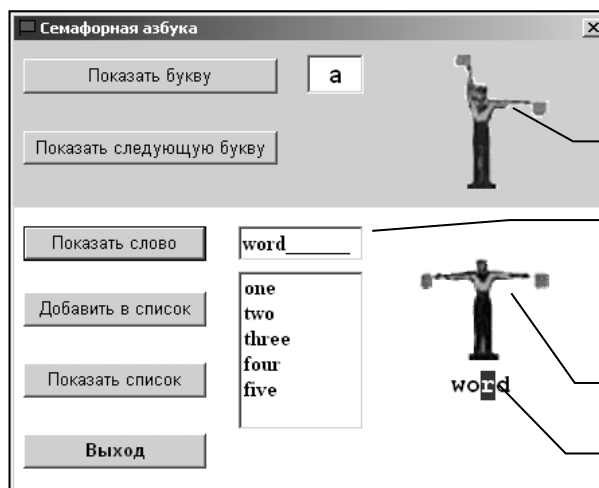 Семафорная азбука
Показать букву
a
Показать следующую букву
Показать слово
word_______
Добавить в список
one
two
three
four
five
Показать список
word
Выход